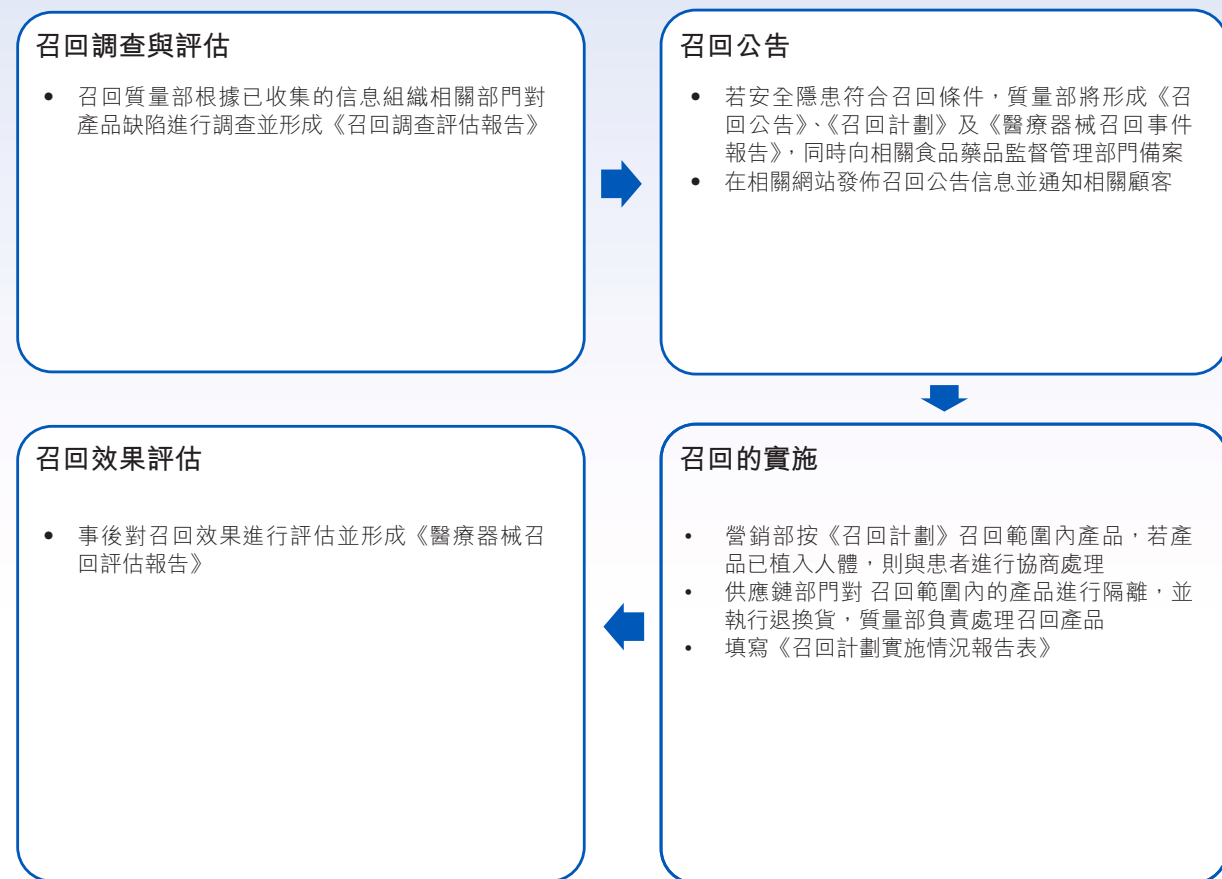 召回調查與評估
• 召回質量部根據已收集的信息組織相關部門對
產品缺陷進行調查並形成《召回調查評估報告》
召回公告
• 若安全隱患符合召回條件，質量部將形成《召
回公告》、《召回計劃》及《醫療器械召回事件
報告》，同時向相關食品藥品監督管理部門備案
• 在相關網站發佈召回公告信息並通知相關顧客
召回的實施
• 營銷部按《召回計劃》召回範圍內產品，若產
品已植入人體，則與患者進行協商處理
• 供應鏈部門對 召回範圍內的產品進行隔離，並
執行退換貨，質量部負責處理召回產品
• 填寫《召回計劃實施情況報告表》
召回效果評估
• 事後對召回效果進行評估並形成《醫療器械召
回評估報告》